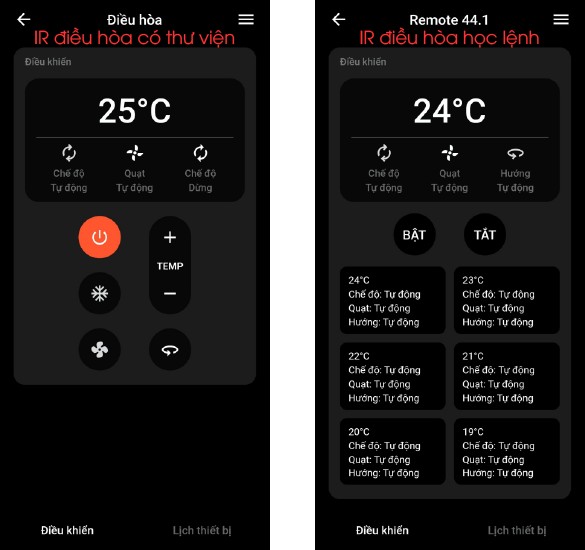 Điều hòa
IR điều hòa có thư viện
Điều khiển
25°C
Chế độ
Tự động
Quạt
Tự động
Chế độ
Dừng
+
TEMP
−
Điều khiển
Lịch thiết bị
Remote 44.1
IR điều hòa học lệnh
Điều khiển
24°C
Chế độ
Tự động
Quạt
Tự động
Hướng
Tự động
BẬT
TẮT
24°C
Chế độ: Tự động
Quạt: Tự động
Hướng: Tự động
23°C
Chế độ: Tự động
Quạt: Tự động
Hướng: Tự động
22°C
Chế độ: Tự động
Quạt: Tự động
Hướng: Tự động
21°C
Chế độ: Tự động
Quạt: Tự động
Hướng: Tự động
20°C
Chế độ: Tự động
Quạt: Tự động
Hướng: Tự động
19°C
Chế độ: Tự động
Quạt: Tự động
Hướng: Tự động
Điều khiển
Lịch thiết bị